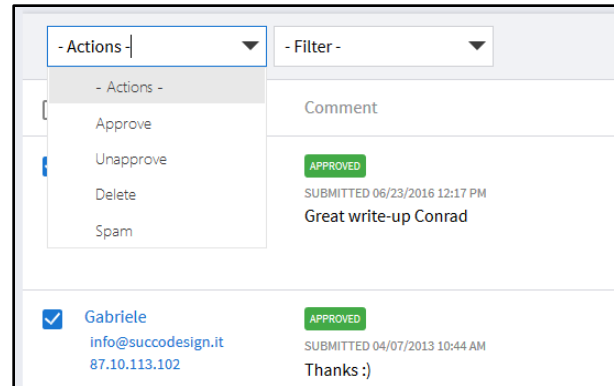 - Actions -
- Filter -
- Actions -
Approve
Unapprove
Delete
Spam
Comment
APPROVED
SUBMITTED 06/23/2016 12:17 PM
Great write-up Conrad
Gabriele
info@succodesign.it
87.10.113.102
APPROVED
SUBMITTED 04/07/2013 10:44 AM
Thanks :)